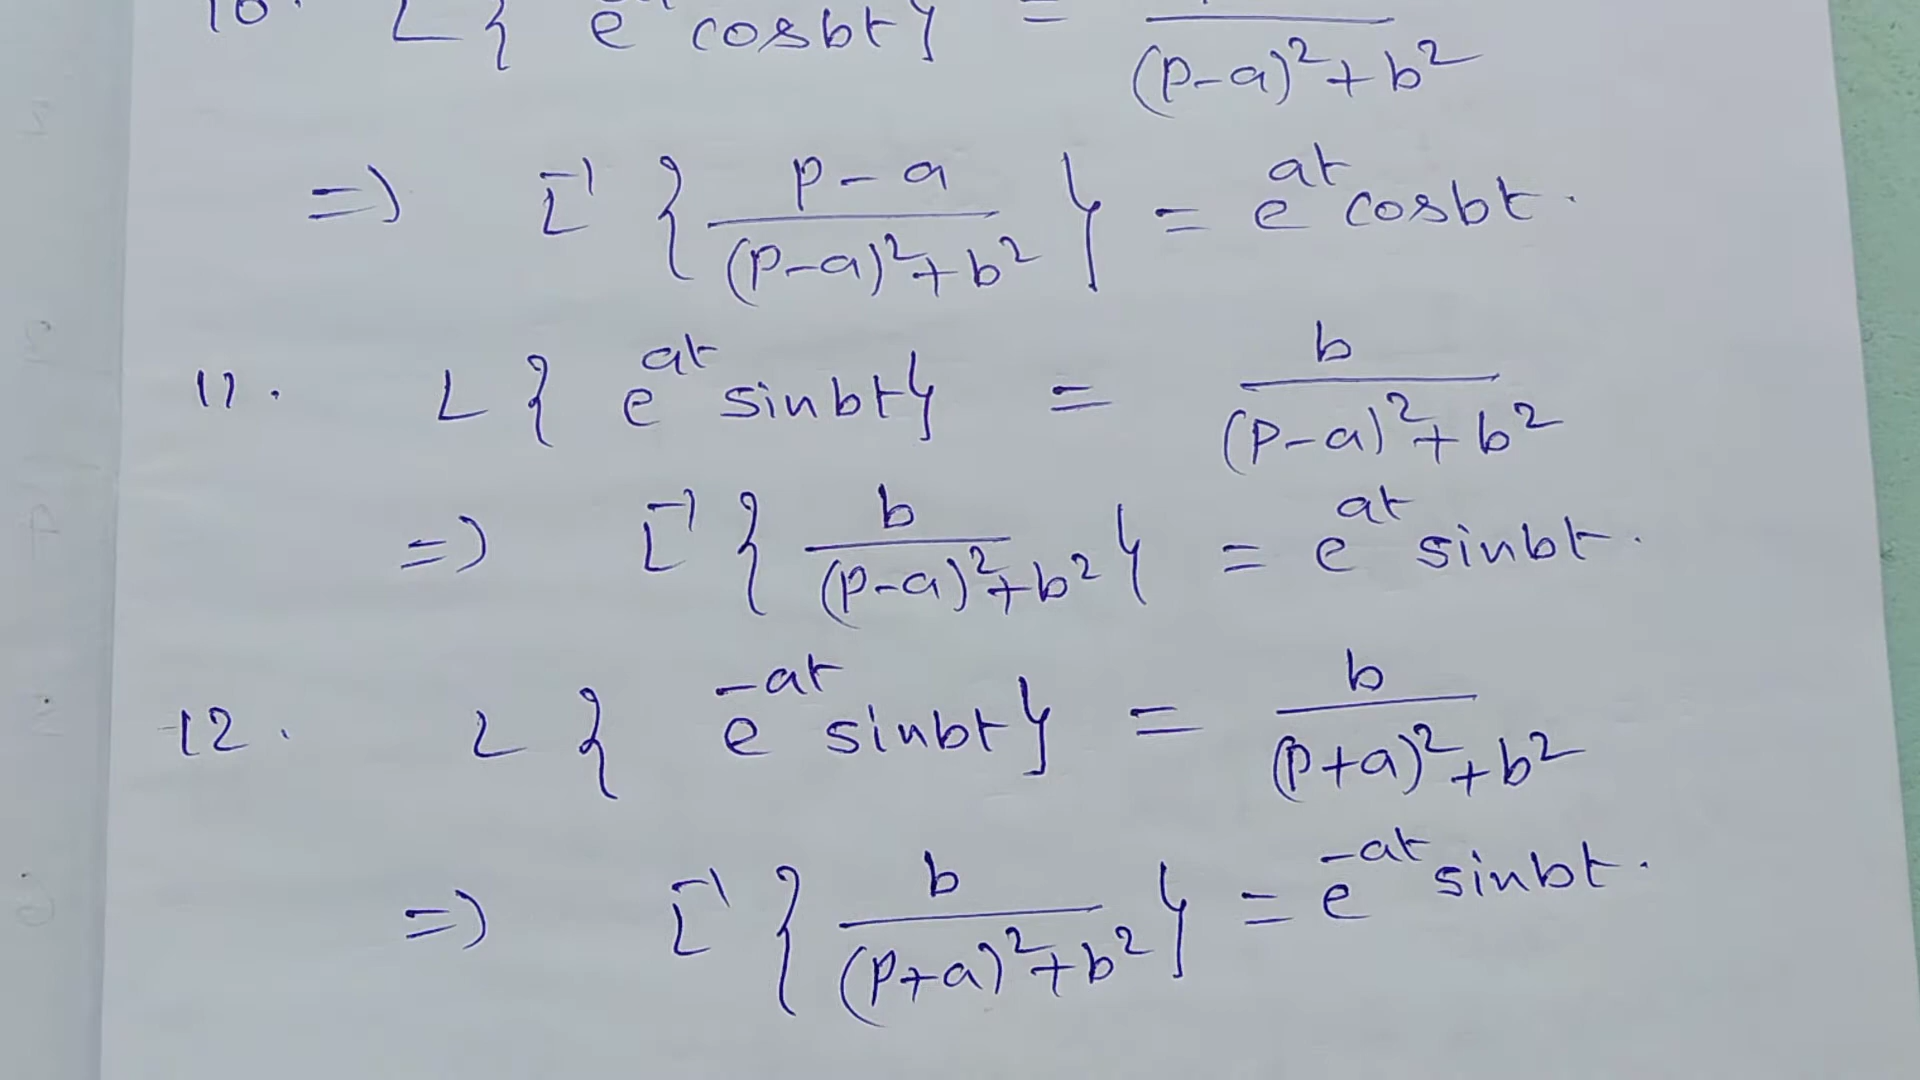 10. L{ e^{at} cosbt} = ——— / (p-a)²+b²
=> L⁻¹ { (p-a) / ((p-a)²+b²) } = e^{at} cosbt.
11. L{ e^{at} sinbt} = b / ((p-a)²+b²)
=> L⁻¹ { b / ((p-a)²+b²) } = e^{at} sinbt.
12. L{ e^{-at} sinbt} = b / ((p+a)²+b²)
=> L⁻¹ { b / ((p+a)²+b²) } = e^{-at} sinbt.